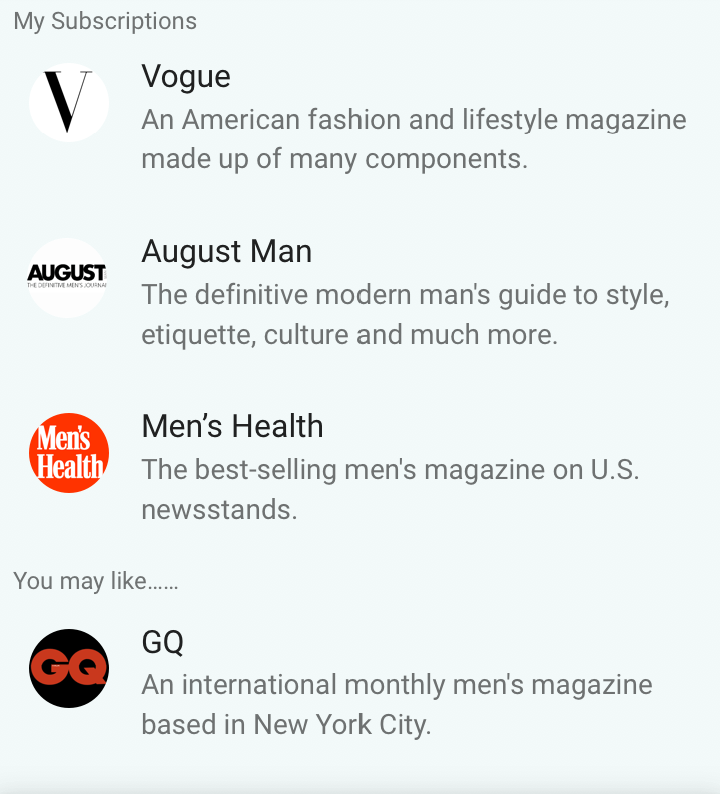 My Subscriptions
V
Vogue
An American fashion and lifestyle magazine
made up of many components.
AUGUST
THE DEFINITIVE MEN'S JOURNAL
August Man
The definitive modern man's guide to style,
etiquette, culture and much more.
Men's
Health
Men’s Health
The best-selling men's magazine on U.S.
newsstands.
You may like......
GQ
GQ
An international monthly men's magazine
based in New York City.